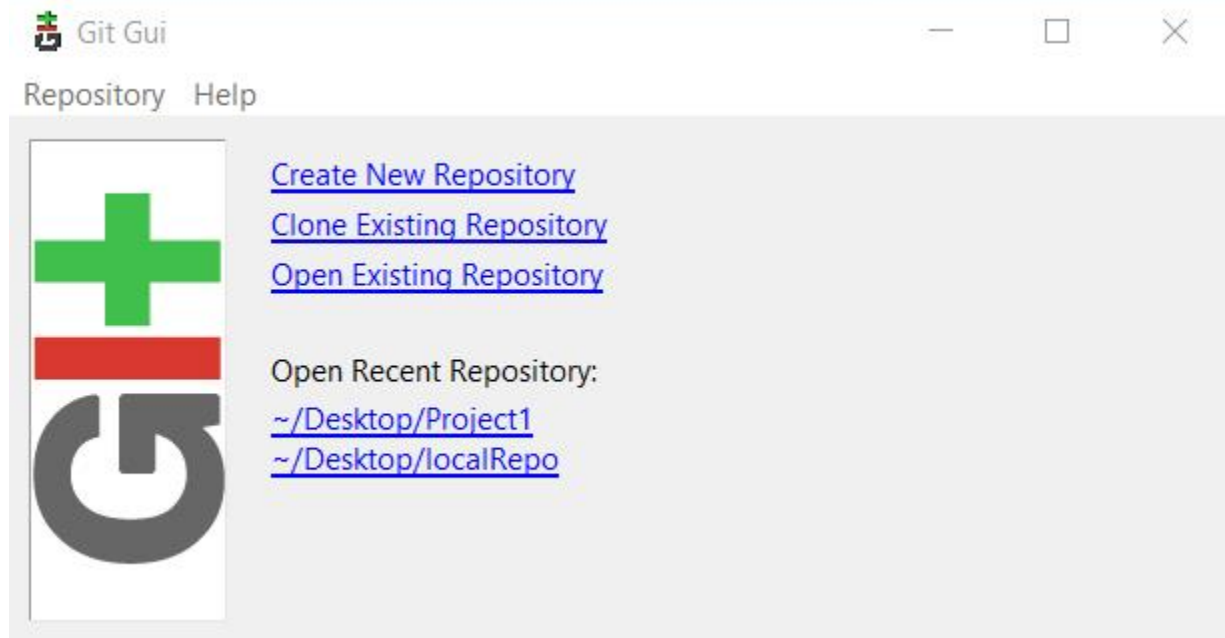 Git Gui
Repository Help
Create New Repository
Clone Existing Repository
Open Existing Repository
Open Recent Repository:
~/Desktop/Project1
~/Desktop/localRepo